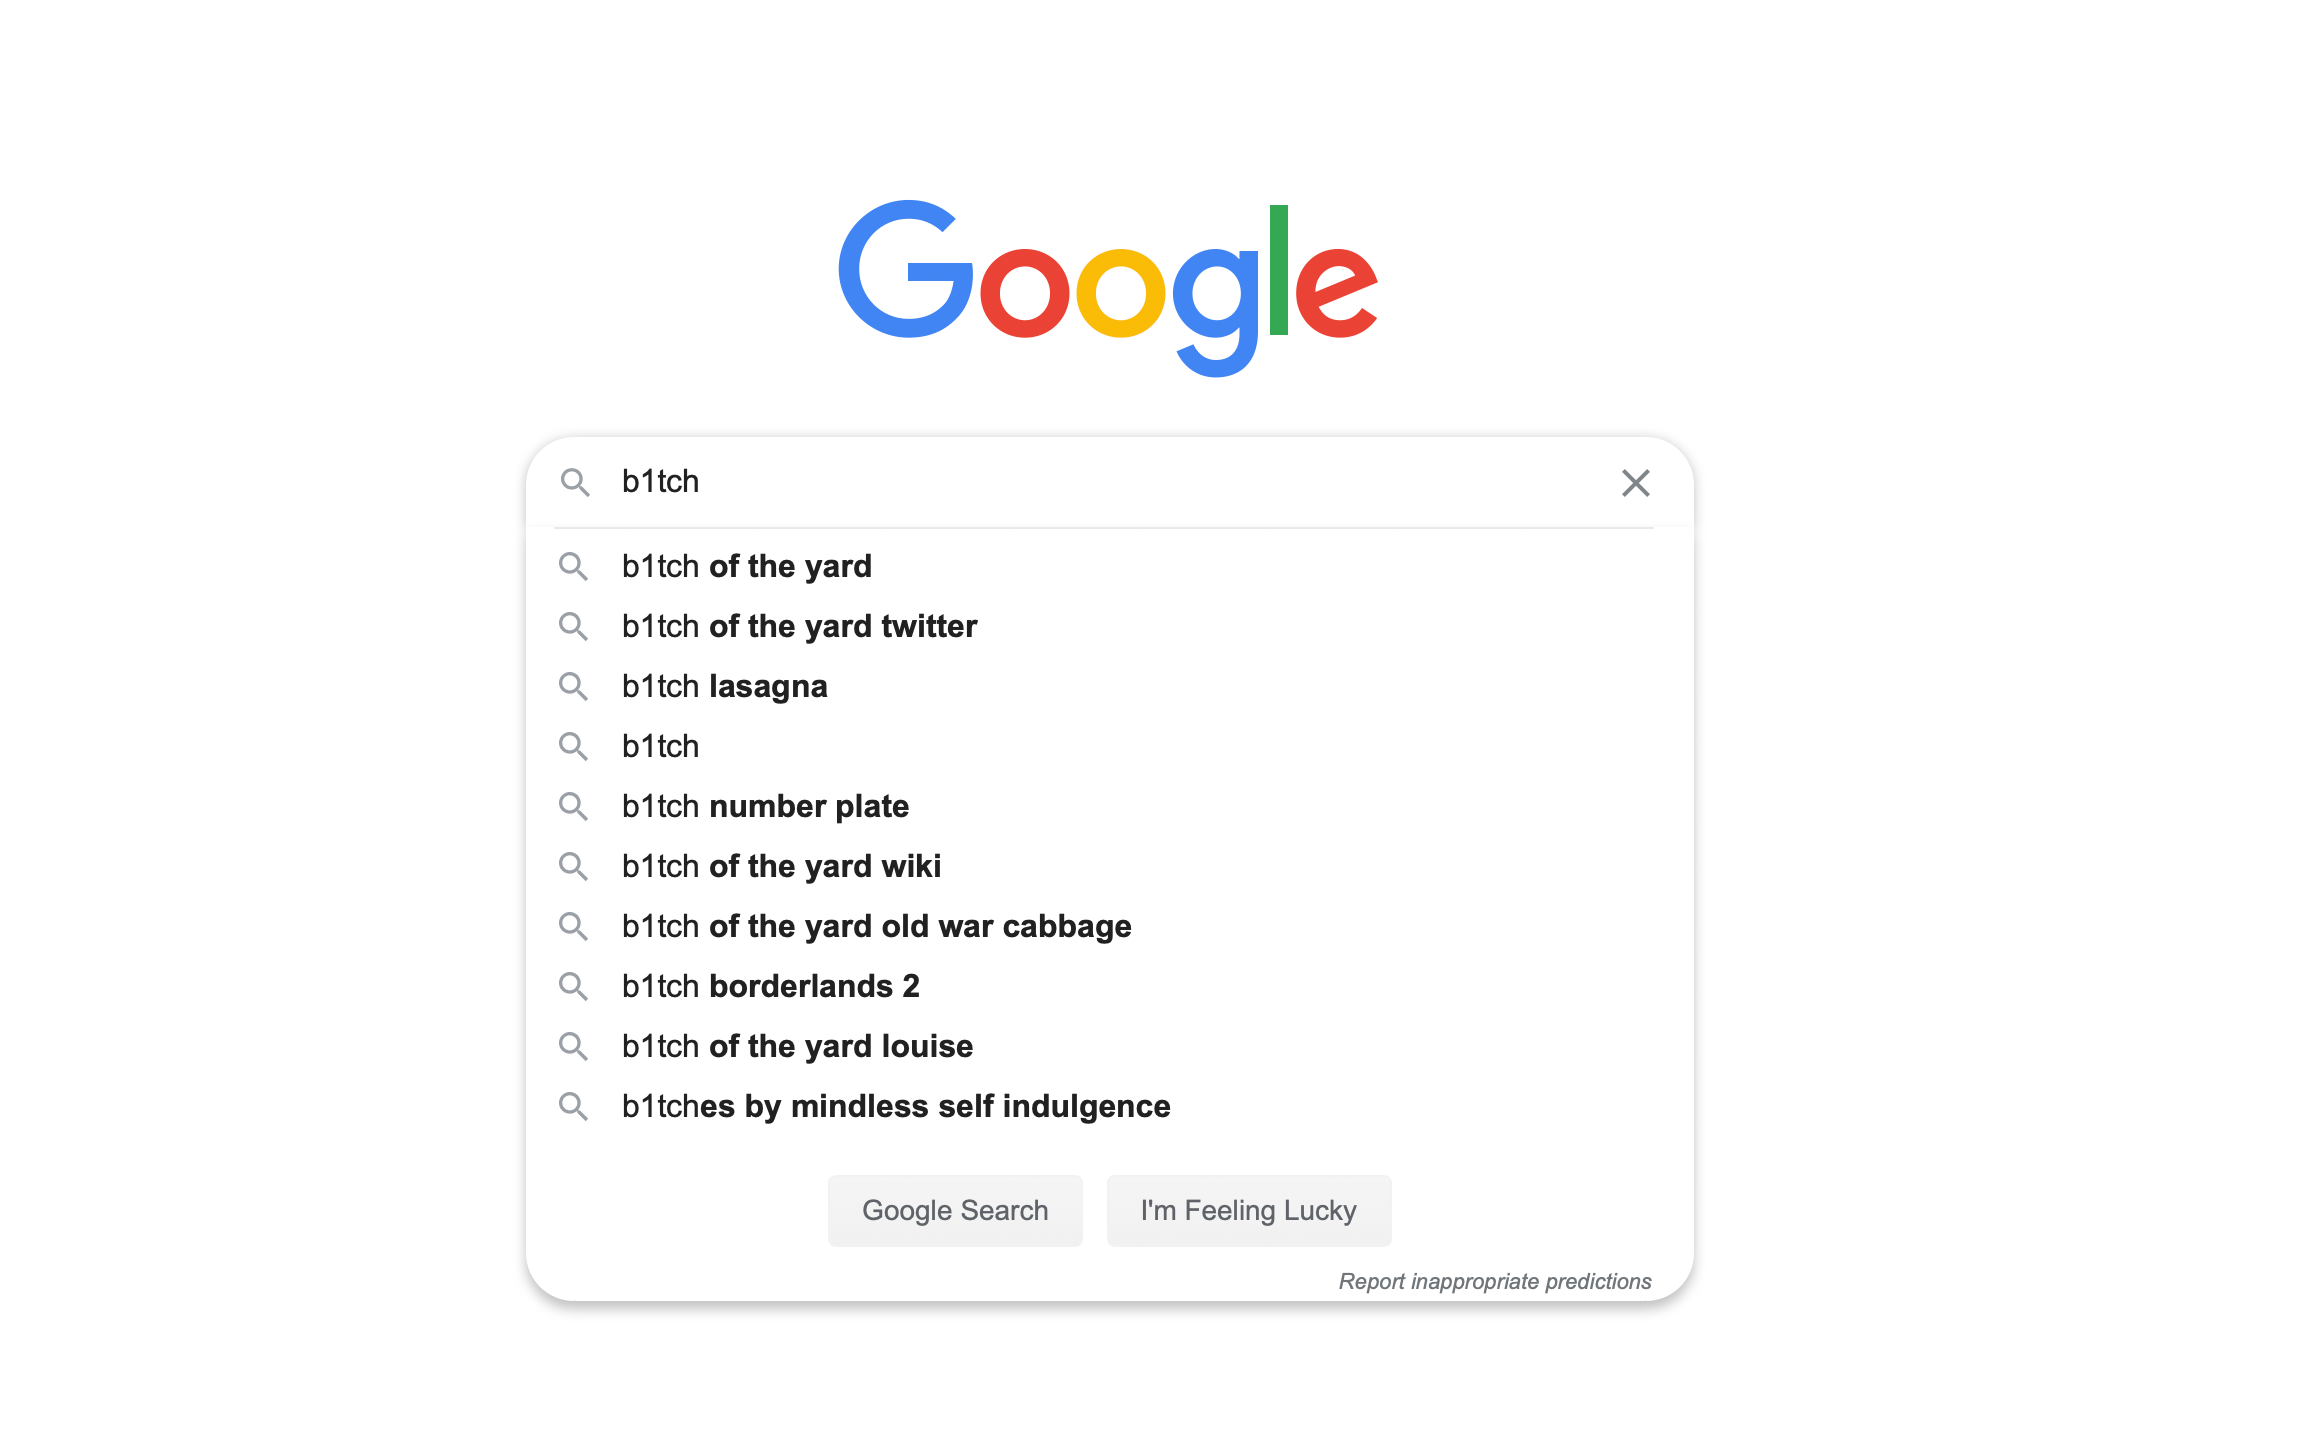 Google
b1tch
b1tch of the yard
b1tch of the yard twitter
b1tch lasagna
b1tch
b1tch number plate
b1tch of the yard wiki
b1tch of the yard old war cabbage
b1tch borderlands 2
b1tch of the yard louise
b1tches by mindless self indulgence
Google Search I'm Feeling Lucky
Report inappropriate predictions